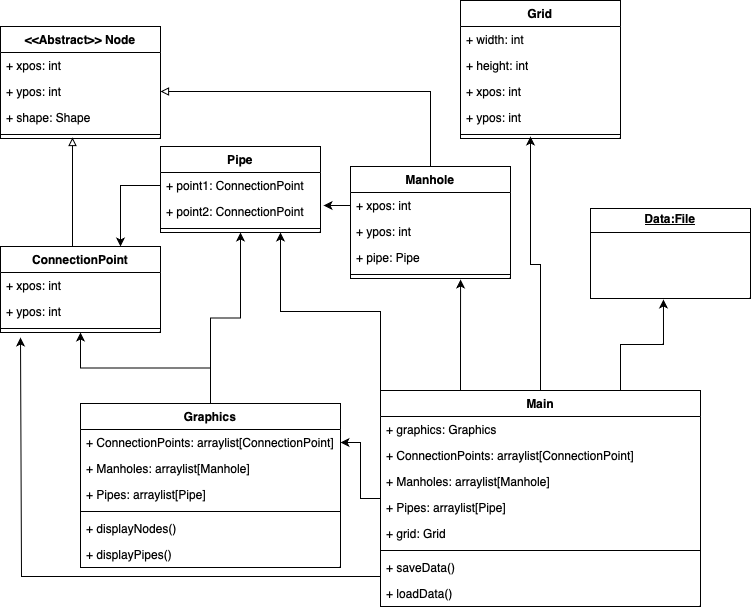 <<Abstract>> Node
+ xpos: int
+ ypos: int
+ shape: Shape
Grid
+ width: int
+ height: int
+ xpos: int
+ ypos: int
Pipe
+ point1: ConnectionPoint
+ point2: ConnectionPoint
Manhole
+ xpos: int
+ ypos: int
+ pipe: Pipe
Data:File
ConnectionPoint
+ xpos: int
+ ypos: int
Graphics
+ ConnectionPoints: arraylist[ConnectionPoint]
+ Manholes: arraylist[Manhole]
+ Pipes: arraylist[Pipe]
+ displayNodes()
+ displayPipes()
Main
+ graphics: Graphics
+ ConnectionPoints: arraylist[ConnectionPoint]
+ Manholes: arraylist[Manhole]
+ Pipes: arraylist[Pipe]
+ grid: Grid
+ saveData()
+ loadData()